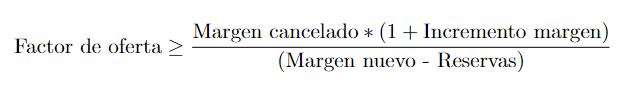 Factor de oferta ≥ Margen cancelado * (1 + Incremento margen)
(Margen nuevo - Reservas)